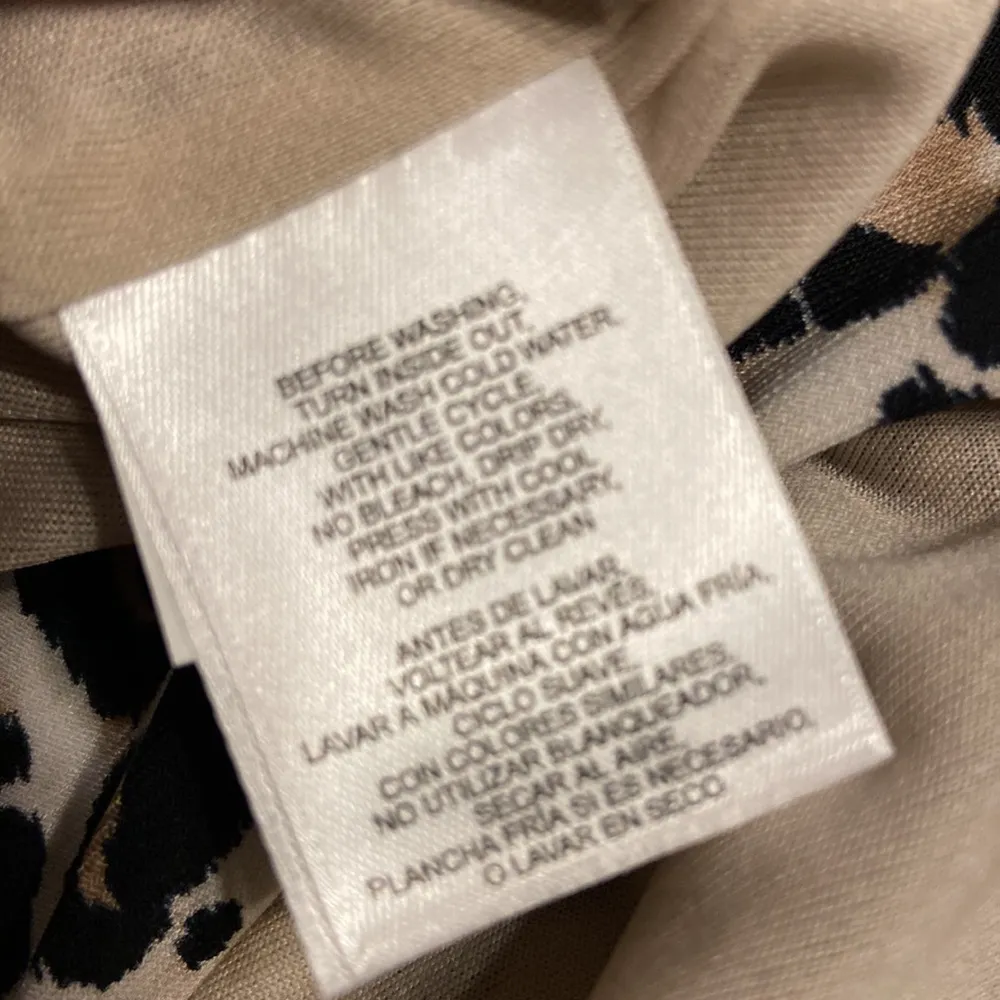 BEFORE WASHING,
TURN INSIDE OUT.
MACHINE WASH COLD WATER.
GENTLE CYCLE.
WITH LIKE COLORS,
NO BLEACH. DRIP DRY,
PRESS WITH COOL
IRON IF NECESSARY,
OR DRY CLEAN
ANTES DE LAVAR,
VOLTEAR AL REVÉS,
LAVAR A MÁQUINA CON AGUA FRÍA,
CICLO SUAVE,
CON COLORES SIMILARES,
NO UTILIZAR BLANQUEADOR,
SECAR AL AIRE,
PLANCHA FRÍA SI ES NECESARIO,
O LAVAR EN SECO